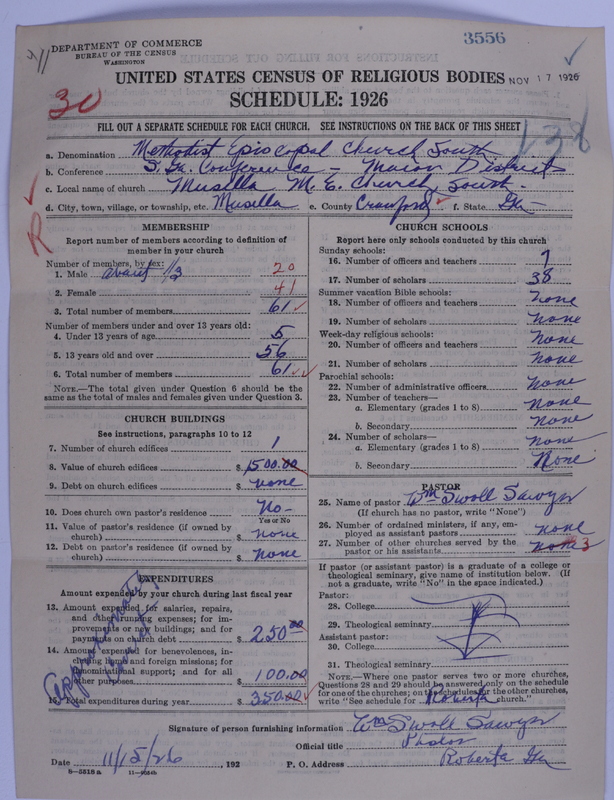 3556
DEPARTMENT OF COMMERCE
BUREAU OF THE CENSUS
WASHINGTON
UNITED STATES CENSUS OF RELIGIOUS BODIES NOV 17 1926
SCHEDULE: 1926
30
138
FILL OUT A SEPARATE SCHEDULE FOR EACH CHURCH. SEE INSTRUCTIONS ON THE BACK OF THIS SHEET
a. Denomination Methodist Episcopal Church South
b. Conference S. Ga. Conference - Macon District
c. Local name of church Musella M. E. Church, South.
d. City, town, village, or township, etc. Musella e. County Crawford f. State Ga
R
MEMBERSHIP
Report number of members according to definition of member in your church
Number of members, by sex:
1. Male about 1/3 20
2. Female 41
3. Total number of members 61
Number of members under and over 13 years old:
4. Under 13 years of age 5
5. 13 years old and over 56
6. Total number of members 61
NOTE.—The total given under Question 6 should be
same as the total of males and females given under Question 3.
CHURCH BUILDINGS
See instructions, paragraphs 10 to 12
7. Number of church edifices 1
8. Value of church edifices $1500.00
9. Debt on church edifices $ none
10. Does church own pastor's residence No-
Yes or No
11. Value of pastor's residence (if owned by
church) $ none
12. Debt on pastor's residence (if owned by
church) $ none
EXPENDITURES
Amount expended by your church during last fiscal year
13. Amount expended for salaries, repairs,
and other running expenses; for im-
provements or new buildings; and for
payments on church debt $ 250.00
14. Amount expended for benevolences, in-
cluding home and foreign missions; for
denominational support; and for all
other purposes $ 100.00
15. Total expenditures during year $ 350.00
CHURCH SCHOOLS
Report here only schools conducted by this church
Sunday schools:
16. Number of officers and teachers 7
17. Number of scholars 38
Summer vacation Bible schools:
18. Number of officers and teachers none
19. Number of scholars none
Week-day religious schools:
20. Number of officers and teachers none
21. Number of scholars none
Parochial schools:
22. Number of administrative officers none
23. Number of teachers—
a. Elementary (grades 1 to 8) none
b. Secondary none
24. Number of scholars—
a. Elementary (grades 1 to 8) none
b. Secondary None
PASTOR
25. Name of pastor Wm Swoll Sawyer
(If church has no pastor, write "None")
26. Number of ordained ministers, if any, em-
ployed as assistant pastors none
27. Number of other churches served by the
pastor or his assistants none 3
If pastor (or assistant pastor) is a graduate of a college or
theological seminary, give name of institution below. (If
not a graduate, write "No" in the space indicated.)
Pastor:
28. College
29. Theological seminary
Assistant pastor:
30. College
31. Theological seminary
NOTE.—Where one pastor serves two or more churches,
Questions 28 and 29 should be answered only on the schedule
for one of the churches; on the schedules for the other churches,
write "See schedule for Roberta church."
Signature of person furnishing information Wm Swoll Sawyer
Official title Pastor
Date 11/15/26, 192 P. O. Address Roberta Ga
8-5518 a